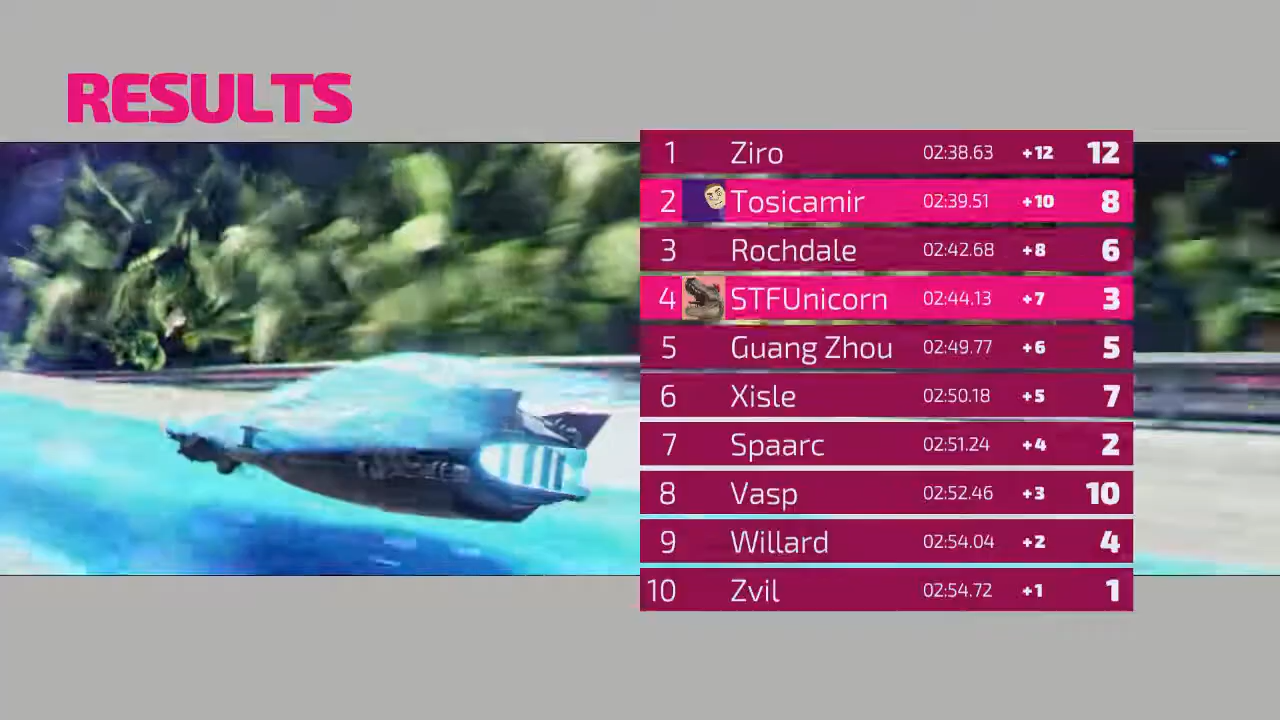 RESULTS
1 Ziro 02:38.63 +12 12
2 Tosicamir 02:39.51 +10 8
3 Rochdale 02:42.68 +8 6
4 STFUnicorn 02:44.13 +7 3
5 Guang Zhou 02:49.77 +6 5
6 Xisle 02:50.18 +5 7
7 Spaarc 02:51.24 +4 2
8 Vasp 02:52.46 +3 10
9 Willard 02:54.04 +2 4
10 Zvil 02:54.72 +1 1